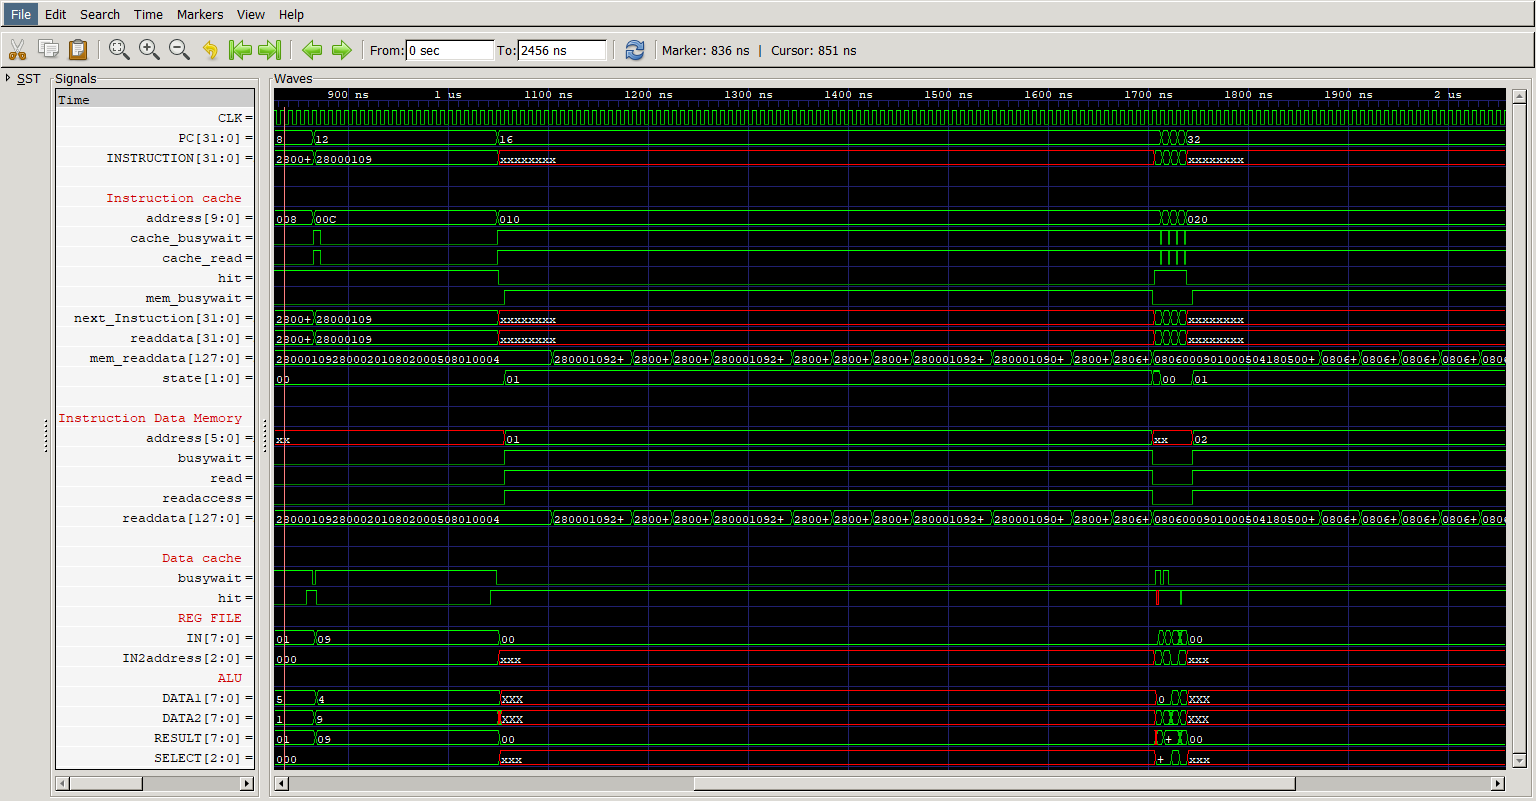 File Edit Search Time Markers View Help
From: 0 sec To: 2456 ns Marker: 836 ns | Cursor: 851 ns
SST Signals Waves
Time 900 ns 1 us 1100 ns 1200 ns 1300 ns 1400 ns 1500 ns 1600 ns 1700 ns 1800 ns 1900 ns 2 us
CLK =
PC[31:0] = 8 12 16 32
INSTRUCTION[31:0] = 2800+ 28000109 xxxxxxxx xxxxxxxx
Instruction cache
address[9:0] = 008 00C 010 020
cache_busywait =
cache_read =
hit =
mem_busywait =
next_Instuction[31:0] = 2800+ 28000109 xxxxxxxx xxxxxxxx
readdata[31:0] = 2800+ 28000109 xxxxxxxx xxxxxxxx
mem_readdata[127:0] = 28000109280002010802000508010004 280001092+ 2800+ 2800+ 280001092+ 2800+ 2800+ 2800+ 280001092+ 280001090+ 2800+ 2806+ 0806000901000504180500+ 0806+ 0806+ 0806+ 0806+ 0806
state[1:0] = 00 01 00 01
Instruction Data Memory
address[5:0] = xx 01 xx 02
busywait =
read =
readaccess =
readdata[127:0] = 28000109280002010802000508010004 280001092+ 2800+ 2800+ 280001092+ 2800+ 2800+ 2800+ 280001092+ 280001090+ 2800+ 2806+ 0806000901000504180500+ 0806+ 0806+ 0806+ 0806+ 0806
Data cache
busywait =
hit =
REG FILE
IN[7:0] = 01 09 00 00
IN2address[2:0] = 000 xxx xxx
ALU
DATA1[7:0] = 5 4 XXX 0 XXX
DATA2[7:0] = 1 9 XXX XXX
RESULT[7:0] = 01 09 00 + 00
SELECT[2:0] = 000 xxx + xxx